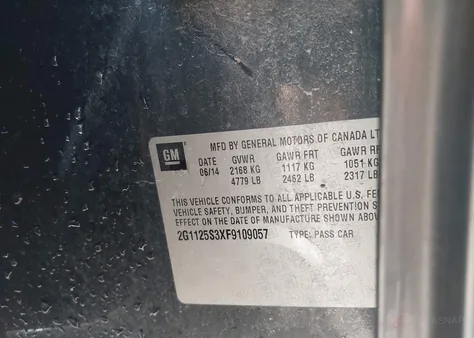 GM
MFD BY GENERAL MOTORS OF CANADA LT
DATE GVWR GAWR FRT GAWR RR
06/14 2168 KG 1117 KG 1051 KG
4779 LB 2462 LB 2317 LB
THIS VEHICLE CONFORMS TO ALL APPLICABLE U.S. FE
VEHICLE SAFETY, BUMPER, AND THEFT PREVENTION S
EFFECT ON THE DATE OF MANUFACTURE SHOWN ABOV
2G1125S3XF9109057 TYPE: PASS CAR